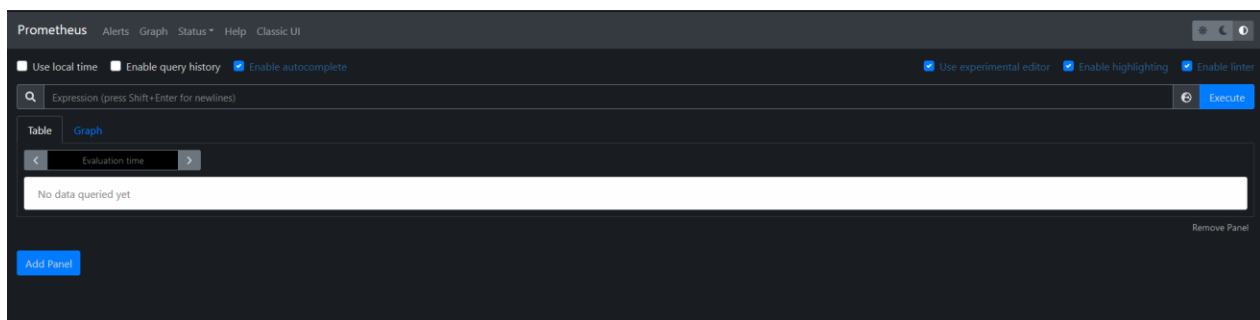 Prometheus Alerts Graph Status Help Classic UI
Use local time Enable query history Enable autocomplete Use experimental editor Enable highlighting Enable linter
Expression (press Shift+Enter for newlines) Execute
Table Graph
Evaluation time
No data queried yet
Remove Panel
Add Panel